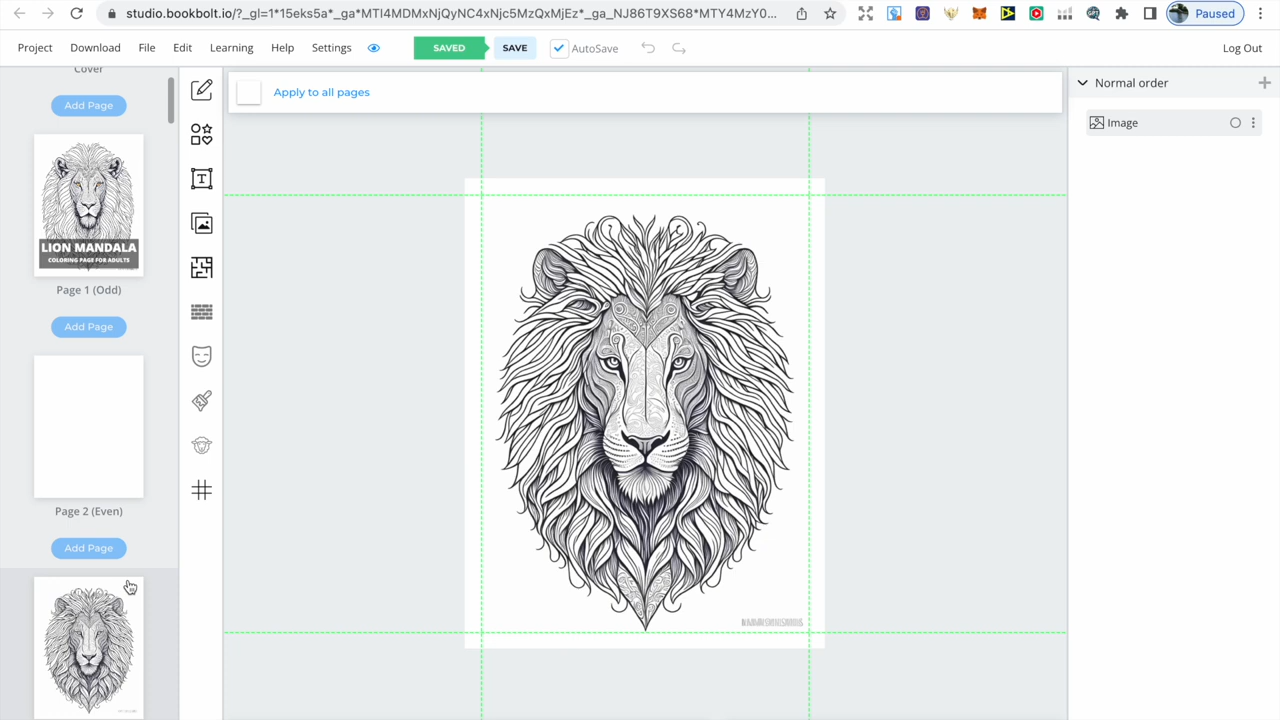 studio.bookbolt.io/?_gl=1*15eks5a*_ga*MTI4MDMxNjQyNC4xNjc5MzQxMjEz*_ga_NJ86T9XS68*MTY4MzY0...
Paused
Project
Download
File
Edit
Learning
Help
Settings
SAVED
SAVE
AutoSave
Log Out
Cover
Add Page
LION MANDALA
COLORING PAGE FOR ADULTS
Page 1 (Odd)
Add Page
Page 2 (Even)
Add Page
Apply to all pages
Normal order
Image